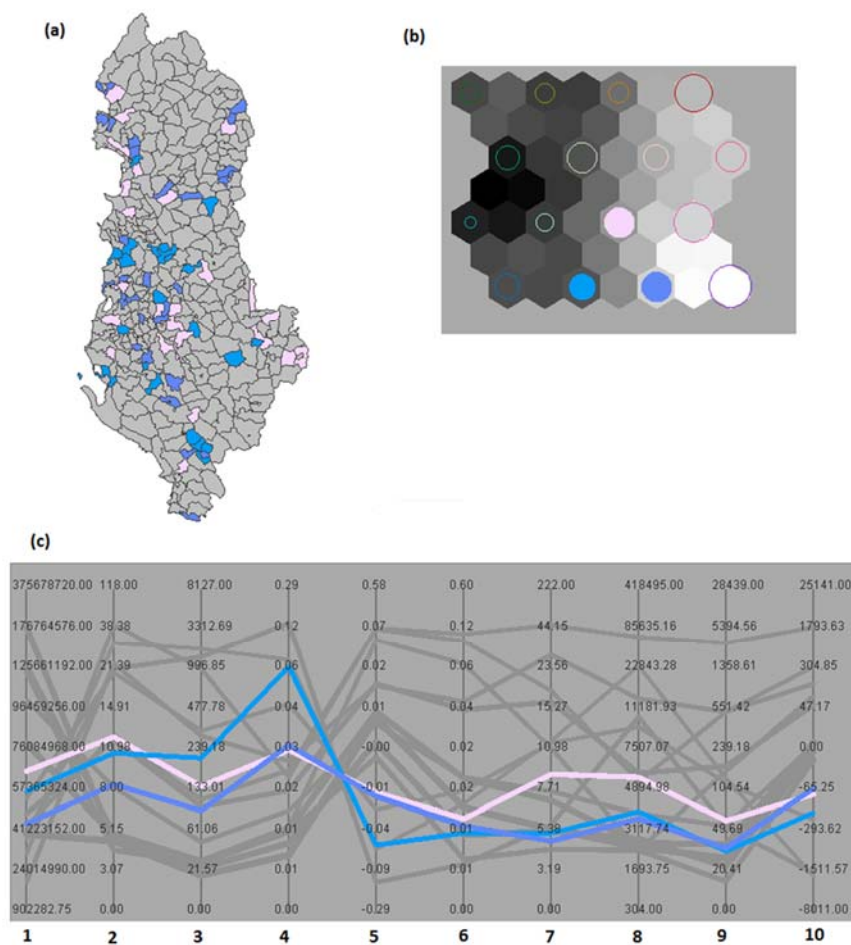 (a)
(b)
(c)
375678720.00 118.00 8127.00 0.29 0.58 0.60 222.00 418495.00 28439.00 25141.00
176764576.00 38.38 3312.69 0.12 0.07 0.12 44.15 85635.16 5394.56 1793.63
125661192.00 21.39 996.85 0.06 0.02 0.06 23.56 22843.28 1358.61 304.85
96459256.00 14.91 477.78 0.04 0.01 0.04 15.27 11181.93 551.42 47.17
76084968.00 10.98 239.18 0.03 -0.00 0.02 10.98 7507.07 239.18 0.00
57365324.00 8.00 133.01 0.02 -0.01 0.02 7.71 4894.98 104.54 -65.25
41223152.00 5.15 61.06 0.01 -0.04 0.01 5.38 3117.74 49.69 -293.62
24014990.00 3.07 21.57 0.01 -0.09 0.01 3.19 1693.75 20.41 -1511.57
902282.75 0.00 0.00 0.00 -0.29 0.00 0.00 304.00 0.00 -8011.00
1 2 3 4 5 6 7 8 9 10